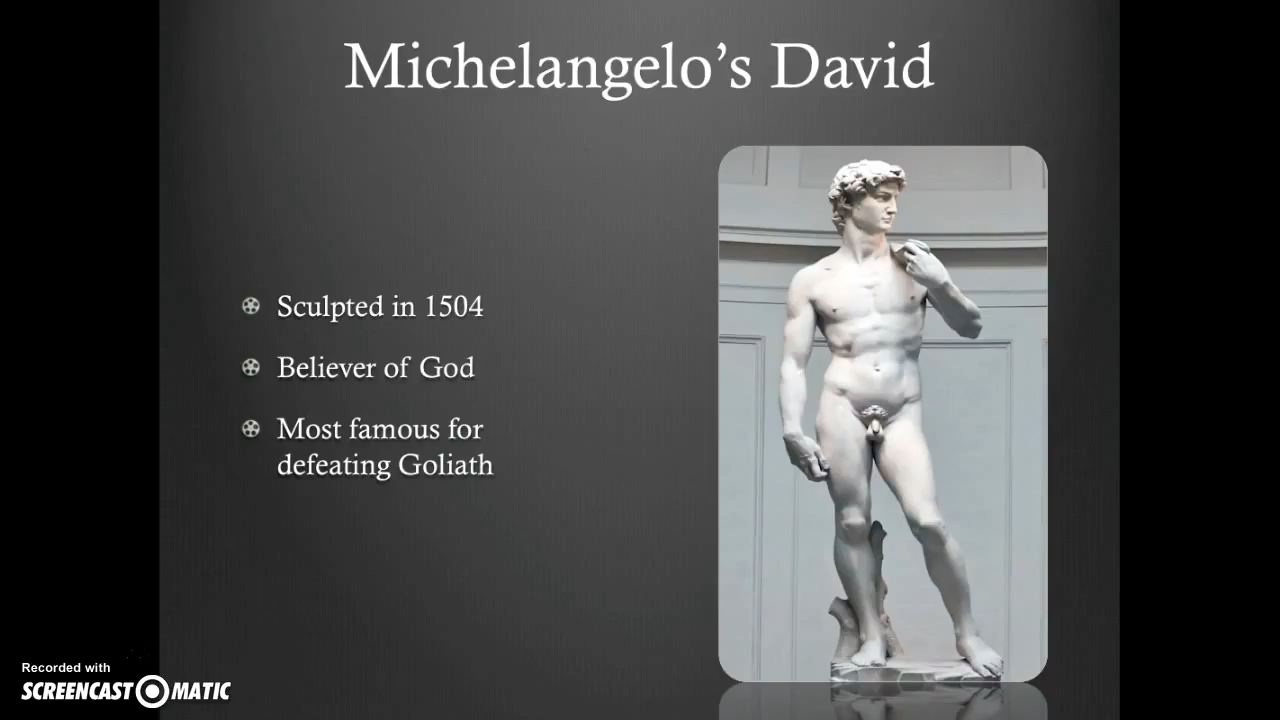 Michelangelo’s David
Sculpted in 1504
Believer of God
Most famous for
defeating Goliath
Recorded with
SCREENCAST MATIC